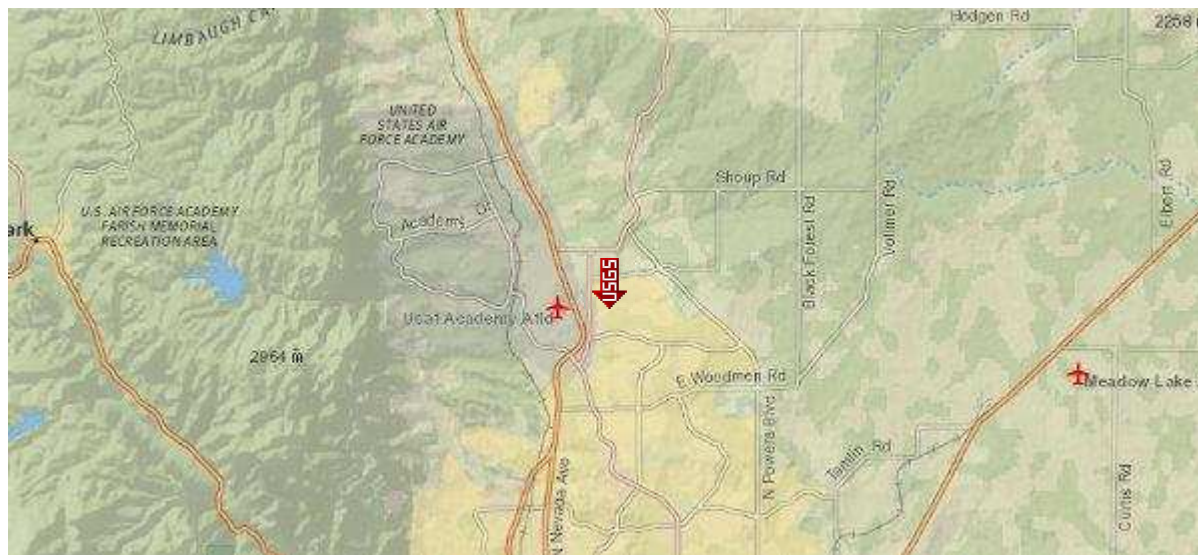 Hodgen Rd
2258
LIMBAUGH CA
UNITED
STATES AIR
FORCE ACADEMY
Shoup Rd
Elbert Rd
Academy Dr
Vollmer Rd
Black Forest Rd
U.S. AIR FORCE ACADEMY
FARISH MEMORIAL
RECREATION AREA
ark
USGS
Usaf Academy Afld
2964 m
E Woodmen Rd
Meadow Lake
N Powers Blvd
Tamlin Rd
N Nevada Ave
Curtis Rd